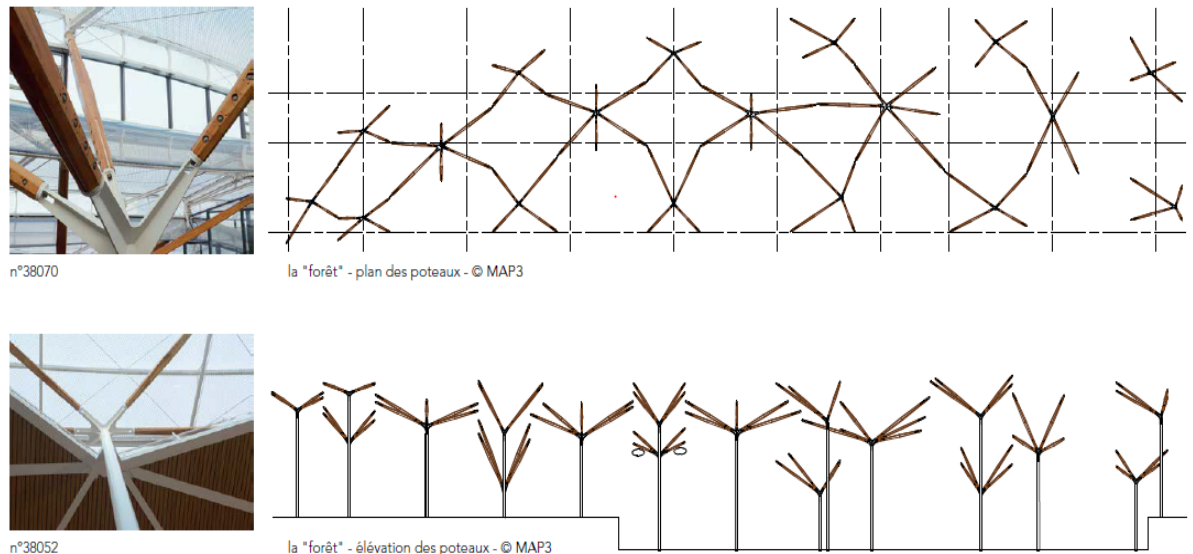 n°38070
la "forêt" - plan des poteaux - © MAP3
n°38052
la "forêt" - élévation des poteaux - © MAP3